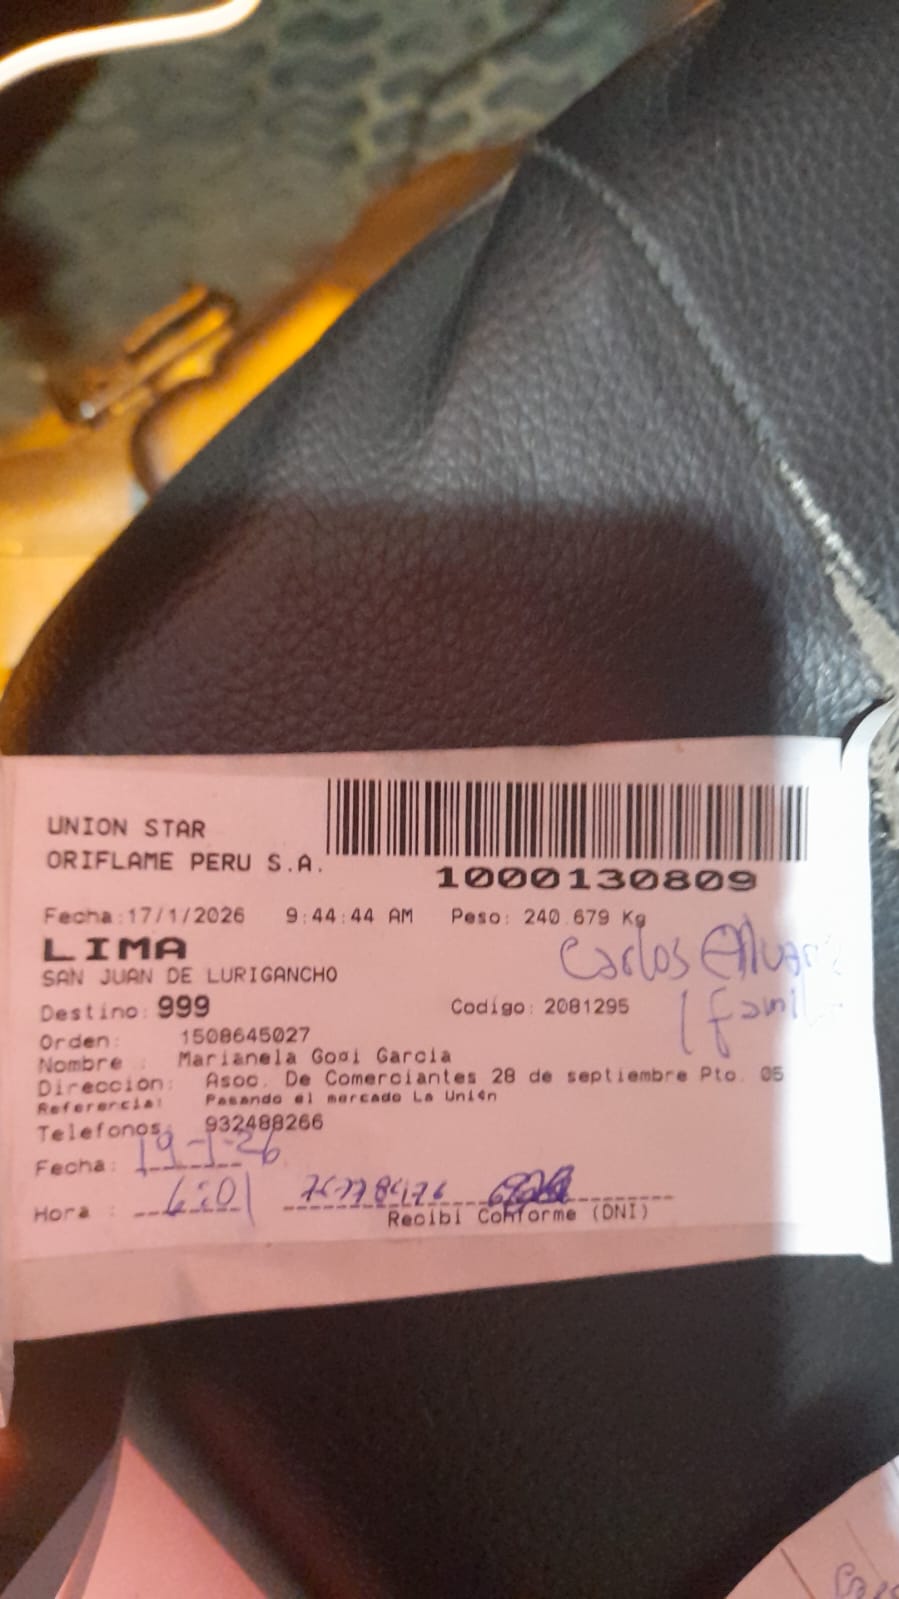 UNION STAR
ORIFLAME PERU S.A.
1000130809
Fecha:17/1/2026 9:44:44 AM Peso: 240.679 Kg
LIMA
Carlos
SAN JUAN DE LURIGANCHO
Destino: 999 Codigo: 2081295
Orden: 1508645027
Nombre : Marianela Gogi Garcia
Direccion: Asoc. De Comerciantes 28 de septiembre Pto. 05
Referencia: Pasando el mercado La Unión
Telefonos: 932488266
Fecha: 19-1-26
Hora : 6:01
Recibi Conforme (DNI)